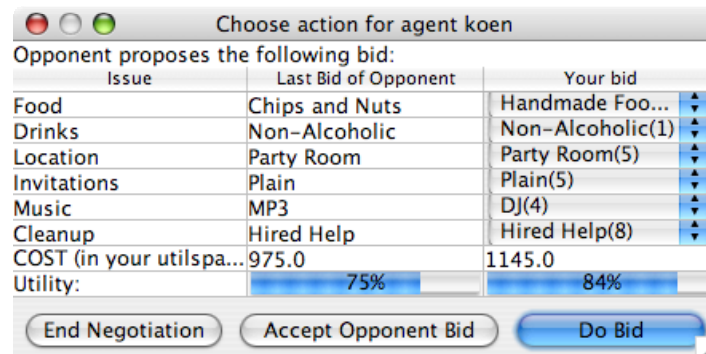 Choose action for agent koen
Opponent proposes the following bid:
Issue Last Bid of Opponent Your bid
Food Chips and Nuts Handmade Foo...
Drinks Non-Alcoholic Non-Alcoholic(1)
Location Party Room Party Room(5)
Invitations Plain Plain(5)
Music MP3 DJ(4)
Cleanup Hired Help Hired Help(8)
COST (in your utilspa... 975.0 1145.0
Utility: 75% 84%
End Negotiation Accept Opponent Bid Do Bid